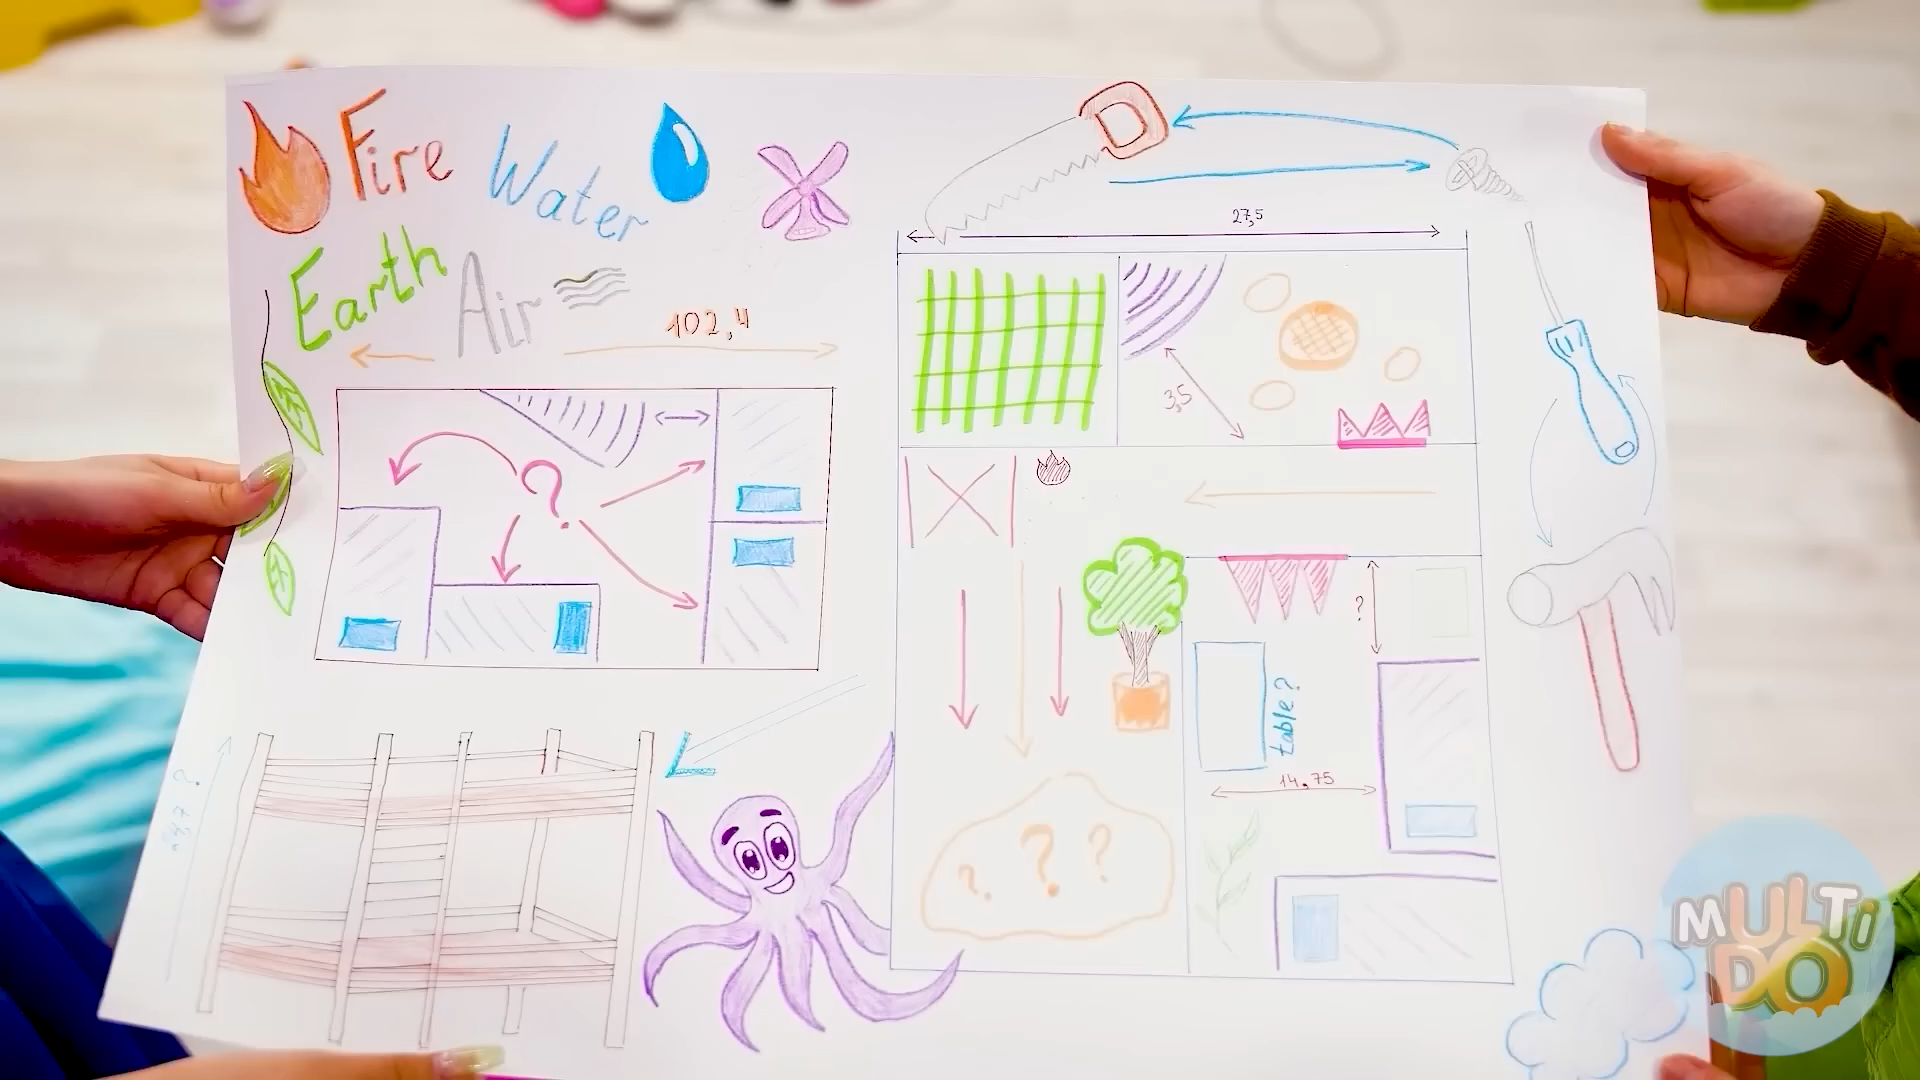 Fire Water
Earth Air
102,4
27,5
3,5
?
?
table?
14,75
? ? ?
MULTi
DO